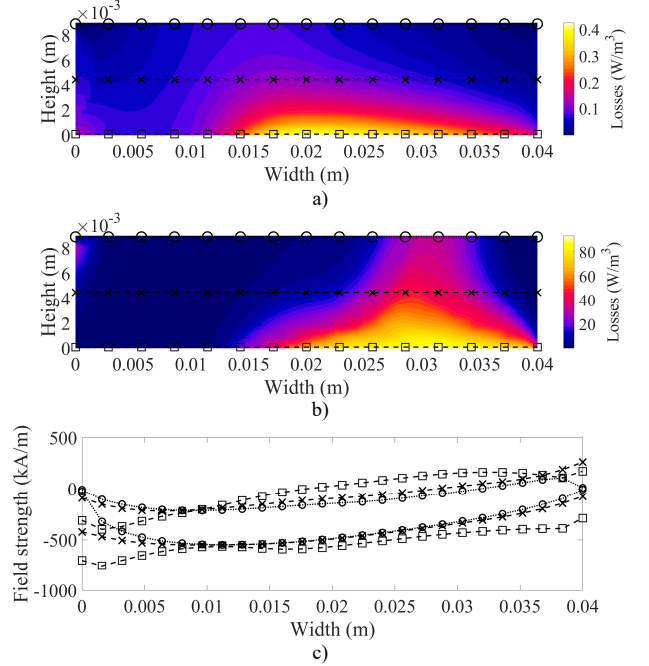 ×10⁻³
8
6
4
2
0
Height (m)
0 0.005 0.01 0.015 0.02 0.025 0.03 0.035 0.04
Width (m)
0.4
0.3
0.2
0.1
Losses (W/m³)
a)
×10⁻³
8
6
4
2
0
Height (m)
0 0.005 0.01 0.015 0.02 0.025 0.03 0.035 0.04
Width (m)
80
60
40
20
Losses (W/m³)
b)
500
0
-500
-1000
Field strength (kA/m)
0 0.005 0.01 0.015 0.02 0.025 0.03 0.035 0.04
Width (m)
c)